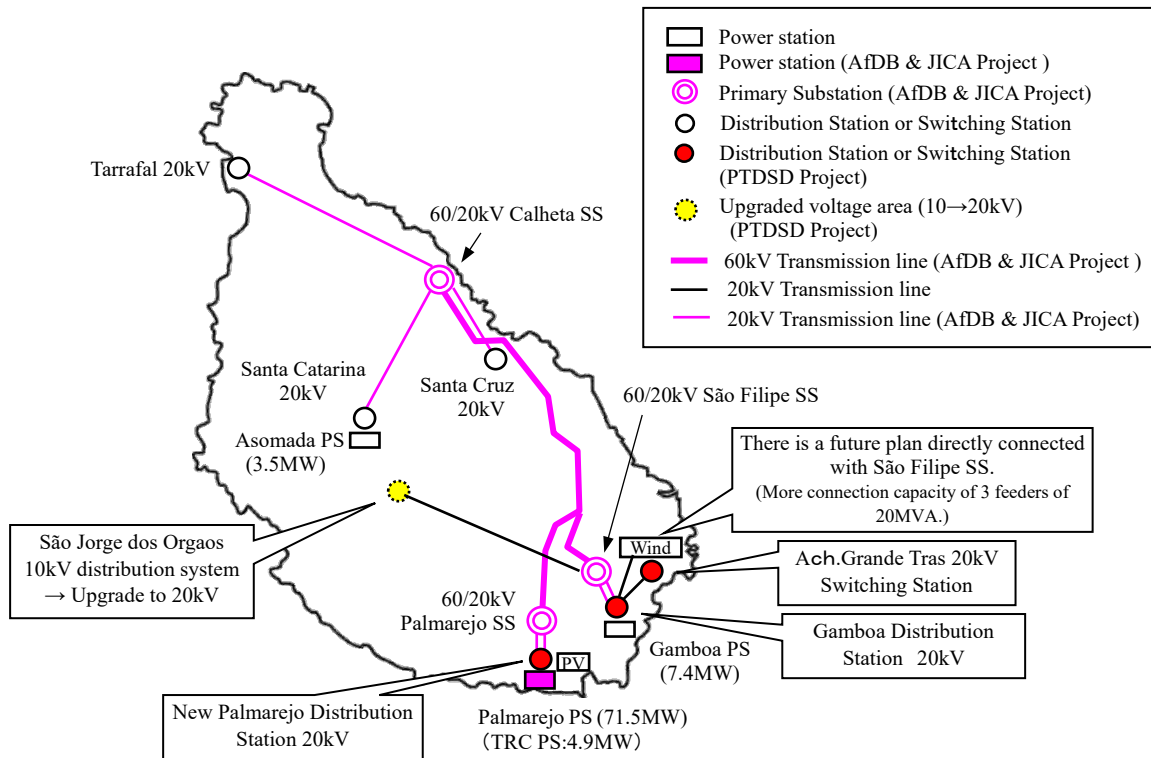 Power station
Power station (AfDB & JICA Project )
Primary Substation (AfDB & JICA Project)
Distribution Station or Switching Station
Distribution Station or Switching Station
(PTDSD Project)
Upgraded voltage area (10→20kV)
(PTDSD Project)
60kV Transmission line (AfDB & JICA Project )
20kV Transmission line
20kV Transmission line (AfDB & JICA Project)
Tarrafal 20kV
60/20kV Calheta SS
Santa Catarina
20kV
Santa Cruz
20kV
60/20kV São Filipe SS
Asomada PS
(3.5MW)
There is a future plan directly connected
with São Filipe SS.
(More connection capacity of 3 feeders of
20MVA.)
São Jorge dos Orgaos
10kV distribution system
→ Upgrade to 20kV
Wind
Ach.Grande Tras 20kV
Switching Station
60/20kV
Palmarejo SS
Gamboa Distribution
Station 20kV
Gamboa PS
(7.4MW)
PV
New Palmarejo Distribution
Station 20kV
Palmarejo PS (71.5MW)
（TRC PS:4.9MW）